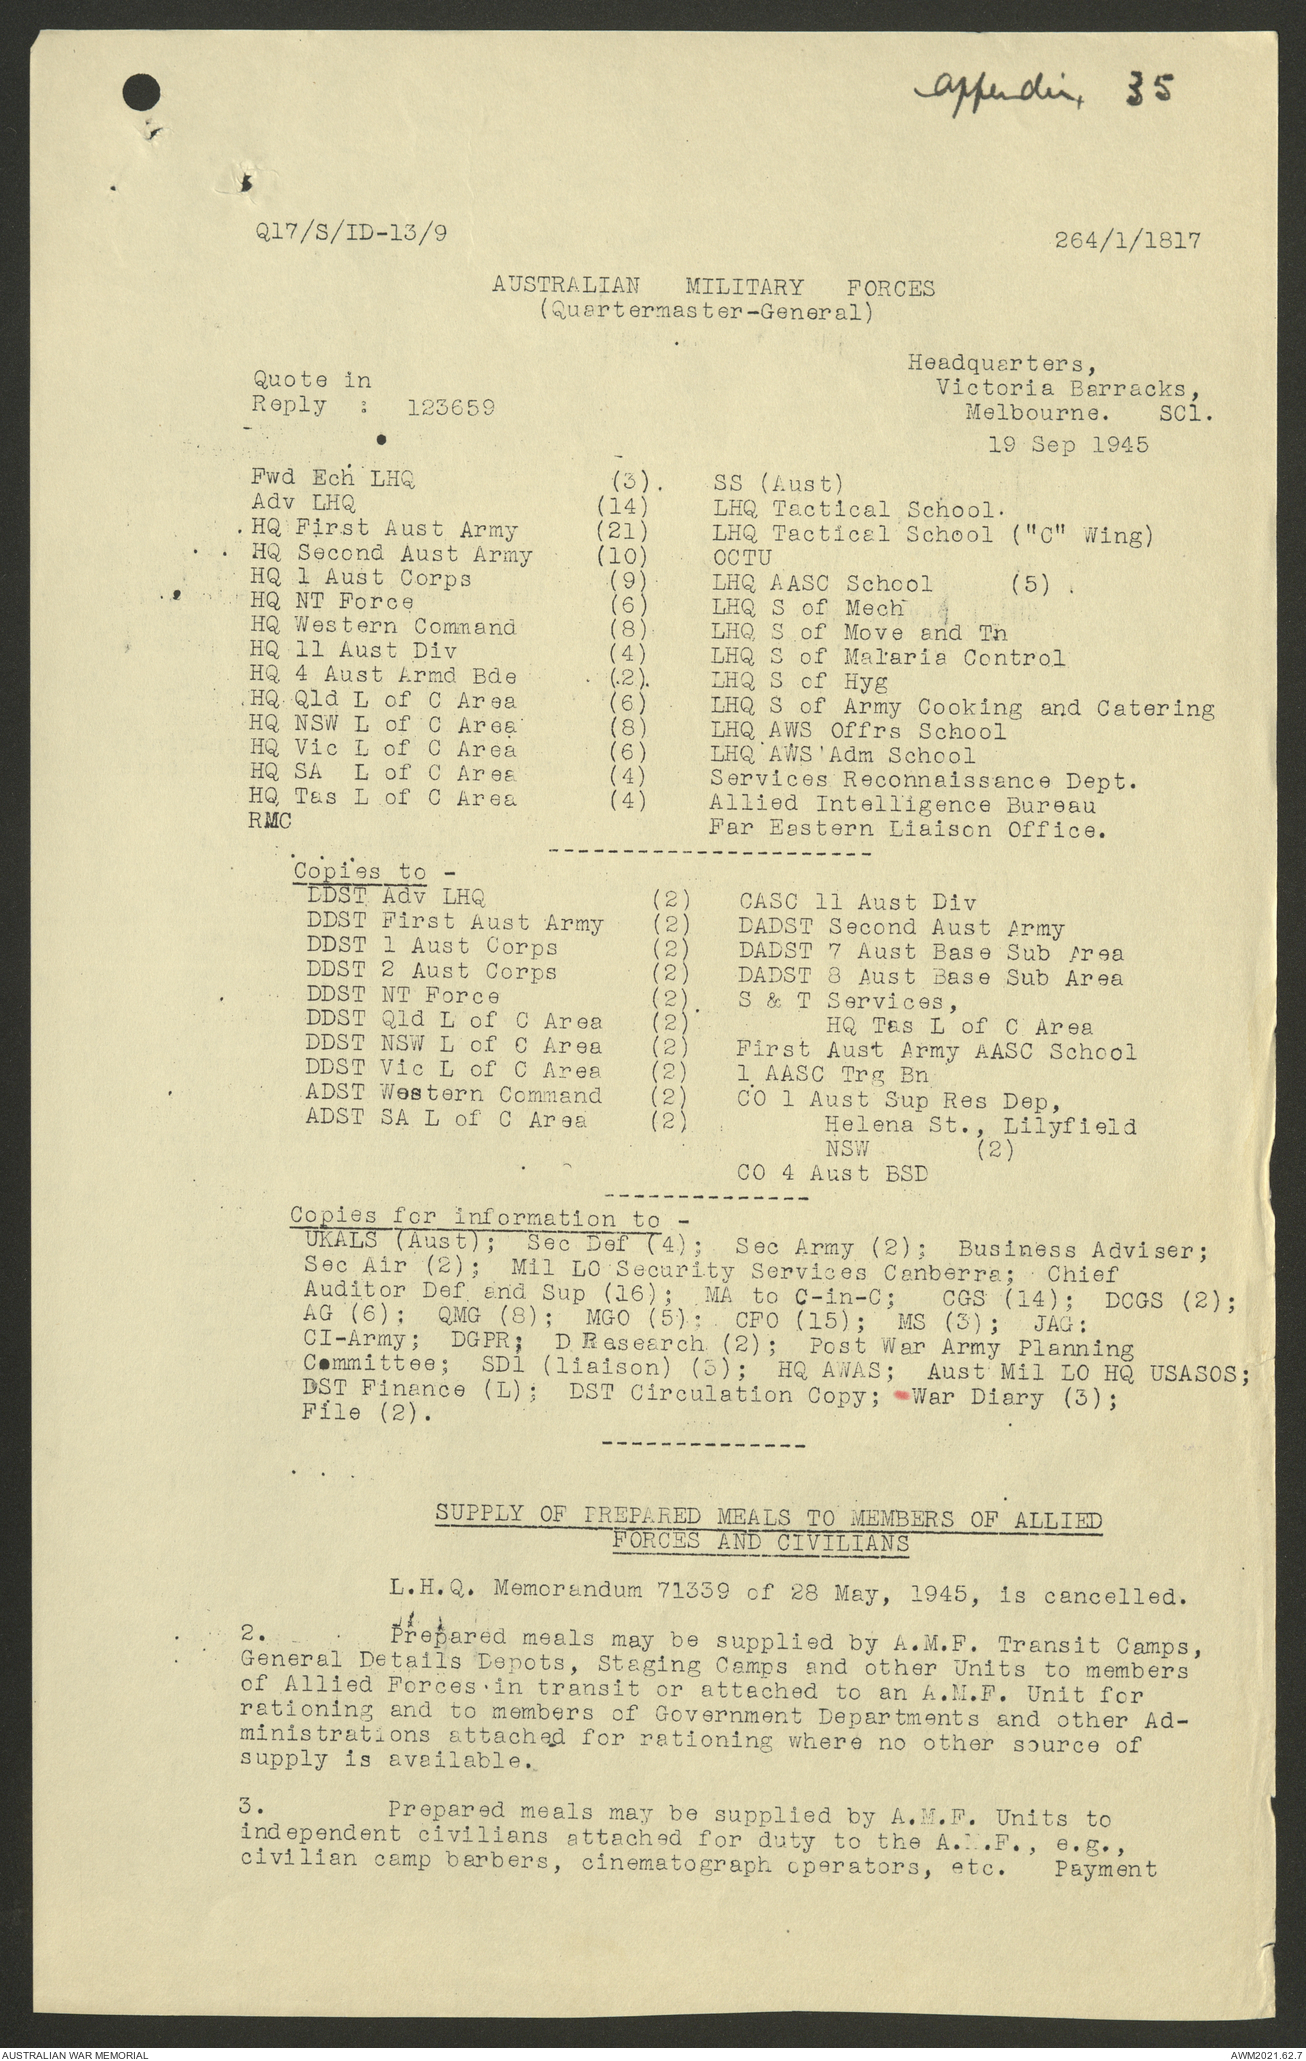 Appendix 35
Q17/S/ID-13/9
264/1/1817
AUSTRALIAN MILITARY FORCES
(Quartermaster-General)
Headquarters,
Victoria Barracks,
Melbourne. SC1.
19 Sep 1945
Quote in
Reply : 123659
Fwd Ech LHQ (3).
Adv LHQ (14)
HQ First Aust Army (21)
HQ Second Aust Army (10)
HQ 1 Aust Corps (9)
HQ NT Force (6)
HQ Western Command (8)
HQ 11 Aust Div (4)
HQ 4 Aust Armd Bde (2).
HQ Qld L of C Area (6)
HQ NSW L of C Area (8)
HQ Vic L of C Area (6)
HQ SA L of C Area (4)
HQ Tas L of C Area (4)
RMC
SS (Aust)
LHQ Tactical School.
LHQ Tactical School ("C" Wing)
OCTU
LHQ AASC School (5)
LHQ S of Mech
LHQ S of Move and Tn
LHQ S of Malaria Control
LHQ S of Hyg
LHQ S of Army Cooking and Catering
LHQ AWS Offrs School
LHQ AWS Adm School
Services Reconnaissance Dept.
Allied Intelligence Bureau
Far Eastern Liaison Office.
----------------------
Copies to -
DDST Adv LHQ (2)
DDST First Aust Army (2)
DDST 1 Aust Corps (2)
DDST 2 Aust Corps (2)
DDST NT Force (2)
DDST Qld L of C Area (2)
DDST NSW L of C Area (2)
DDST Vic L of C Area (2)
ADST Western Command (2)
ADST SA L of C Area (2)
CASC 11 Aust Div
DADST Second Aust Army
DADST 7 Aust Base Sub Area
DADST 8 Aust Base Sub Area
S & T Services,
HQ Tas L of C Area
First Aust Army AASC School
1 AASC Trg Bn
CO 1 Aust Sup Res Dep,
Helena St., Lilyfield
NSW (2)
CO 4 Aust BSD
--------------
Copies for information to -
UKALS (Aust); Sec Def (4); Sec Army (2); Business Adviser;
Sec Air (2); Mil LO Security Services Canberra; Chief
Auditor Def and Sup (16); MA to C-in-C; CGS (14); DCGS (2);
AG (6); QMG (8); MGO (5); CFO (15); MS (3); JAG:
CI-Army; DGPR; D Research (2); Post War Army Planning
Committee; SD1 (liaison) (3); HQ AWAS; Aust Mil LO HQ USASOS;
DST Finance (L); DST Circulation Copy; War Diary (3);
File (2).
--------------
SUPPLY OF PREPARED MEALS TO MEMBERS OF ALLIED
FORCES AND CIVILIANS
L.H.Q. Memorandum 71339 of 28 May, 1945, is cancelled.
2. Prepared meals may be supplied by A.M.F. Transit Camps,
General Details Depots, Staging Camps and other Units to members
of Allied Forces in transit or attached to an A.M.F. Unit for
rationing and to members of Government Departments and other Ad-
ministrations attached for rationing where no other source of
supply is available.
3. Prepared meals may be supplied by A.M.F. Units to
independent civilians attached for duty to the A.M.F., e.g.,
civilian camp barbers, cinematograph operators, etc. Payment
AUSTRALIAN WAR MEMORIAL
AWM2021.62.7